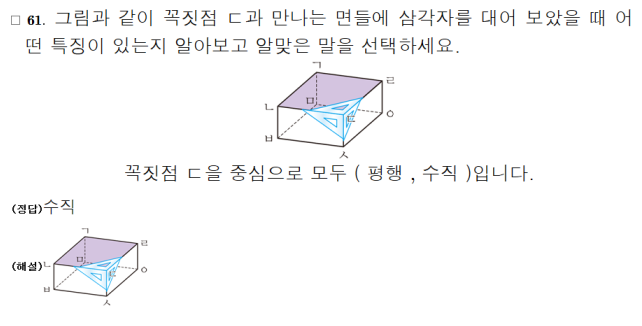 □ 61. 그림과 같이 꼭짓점 ㄷ과 만나는 면들에 삼각자를 대어 보았을 때 어
떤 특징이 있는지 알아보고 알맞은 말을 선택하세요.
ㄱ
ㄹ
ㄴ
ㅁ
ㄷ
ㅇ
ㅂ
ㅅ
꼭짓점 ㄷ을 중심으로 모두 ( 평행 , 수직 )입니다.
(정답)수직
(해설)
ㄱ
ㄹ
ㄴ
ㅁ
ㄷ
ㅇ
ㅂ
ㅅ